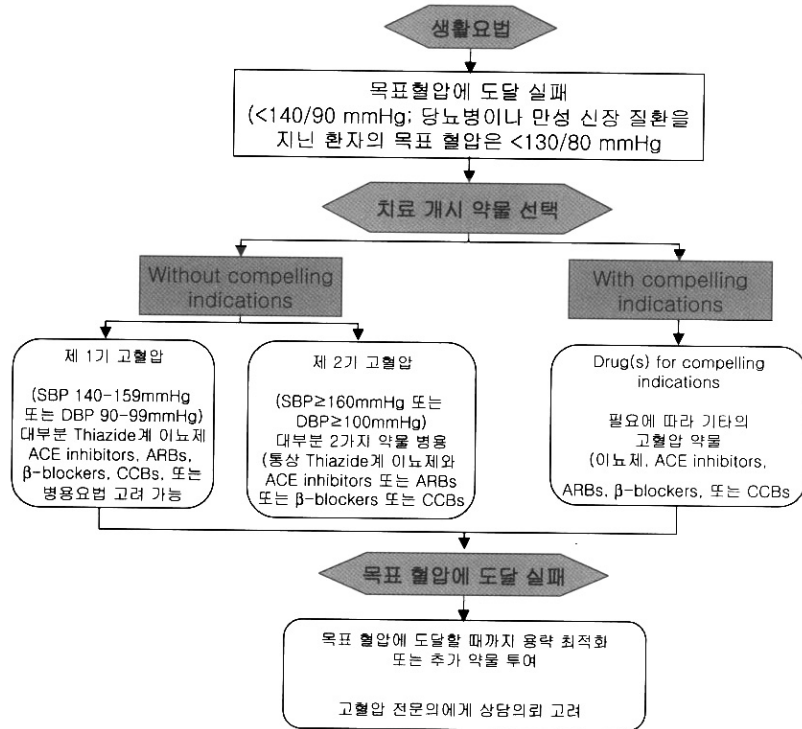 생활요법
목표혈압에 도달 실패
(<140/90 mmHg; 당뇨병이나 만성 신장 질환을
지닌 환자의 목표 혈압은 <130/80 mmHg
치료 개시 약물 선택
Without compelling
indications
With compelling
indications
제 1기 고혈압
(SBP 140-159mmHg
또는 DBP 90-99mmHg)
대부분 Thiazide계 이뇨제
ACE inhibitors, ARBs,
β-blockers, CCBs, 또는
병용요법 고려 가능
제 2기 고혈압
(SBP≥160mmHg 또는
DBP≥100mmHg)
대부분 2가지 약물 병용
(통상 Thiazide계 이뇨제와
ACE inhibitors 또는 ARBs
또는 β-blockers 또는 CCBs
Drug(s) for compelling
indications
필요에 따라 기타의
고혈압 약물
(이뇨제, ACE inhibitors,
ARBs, β-blockers, 또는 CCBs
목표 혈압에 도달 실패
목표 혈압에 도달할 때까지 용략 최적화
또는 추가 약물 투여
고혈압 전문의에게 상담의뢰 고려